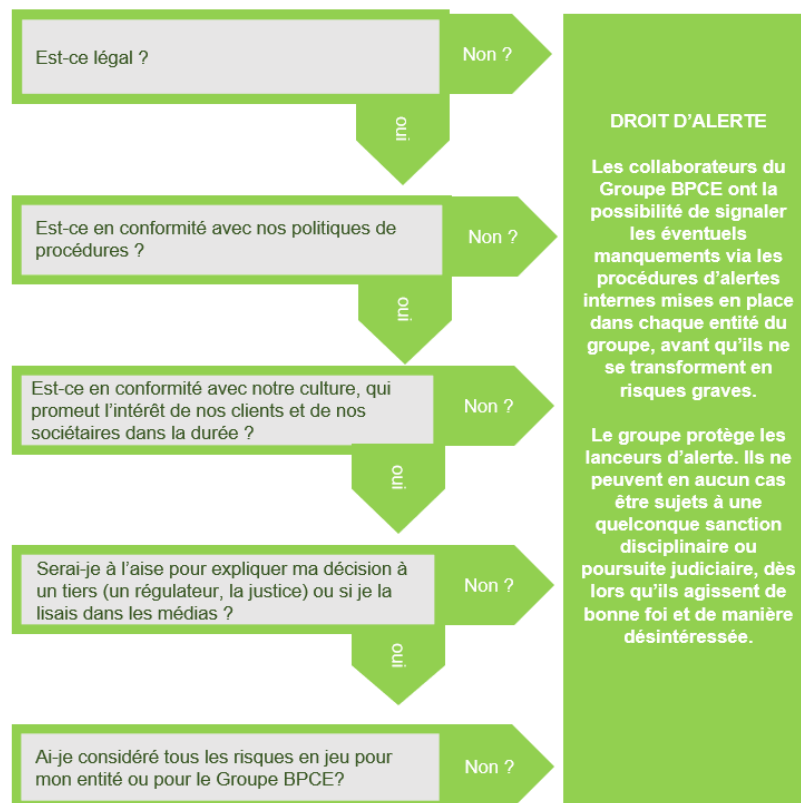 Est-ce légal ?
Non ?
oui
Est-ce en conformité avec nos politiques de
procédures ?
Non ?
oui
Est-ce en conformité avec notre culture, qui
promeut l’intérêt de nos clients et de nos
sociétaires dans la durée ?
Non ?
oui
Serai-je à l’aise pour expliquer ma décision à
un tiers (un régulateur, la justice) ou si je la
lisais dans les médias ?
Non ?
oui
Ai-je considéré tous les risques en jeu pour
mon entité ou pour le Groupe BPCE?
Non ?
DROIT D’ALERTE
Les collaborateurs du
Groupe BPCE ont la
possibilité de signaler
les éventuels
manquements via les
procédures d’alertes
internes mises en place
dans chaque entité du
groupe, avant qu’ils ne
se transforment en
risques graves.
Le groupe protège les
lanceurs d’alerte. Ils ne
peuvent en aucun cas
être sujets à une
quelconque sanction
disciplinaire ou
poursuite judiciaire, dès
lors qu’ils agissent de
bonne foi et de manière
désintéressée.